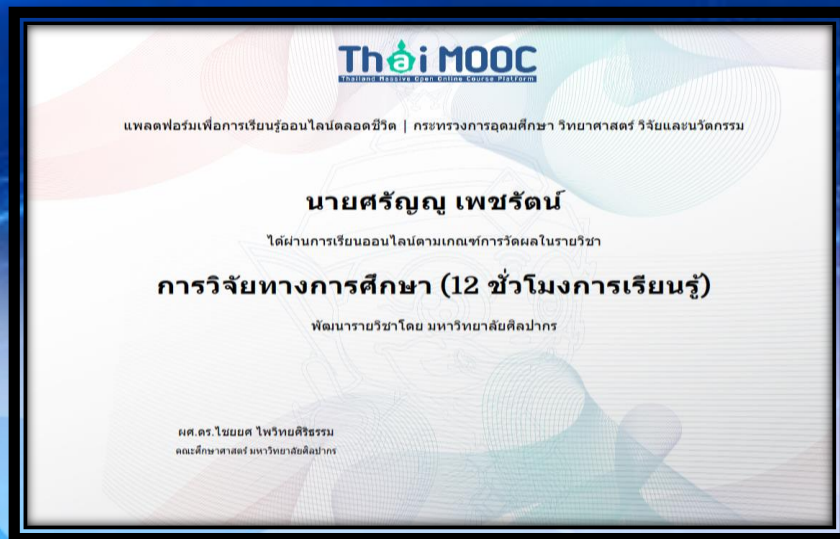 Thai MOOC
Thailand Massive Open Online Course Platform
แพลตฟอร์มเพื่อการเรียนรู้ออนไลน์ตลอดชีวิต | กระทรวงการอุดมศึกษา วิทยาศาสตร์ วิจัยและนวัตกรรม
นายศรัญญู เพชรัตน์
ได้ผ่านการเรียนออนไลน์ตามเกณฑ์การวัดผลในรายวิชา
การวิจัยทางการศึกษา (12 ชั่วโมงการเรียนรู้)
พัฒนารายวิชาโดย มหาวิทยาลัยศิลปากร
ผศ.ดร.ไชยยศ ไพวิทยศิริธรรม
คณะศึกษาศาสตร์ มหาวิทยาลัยศิลปากร